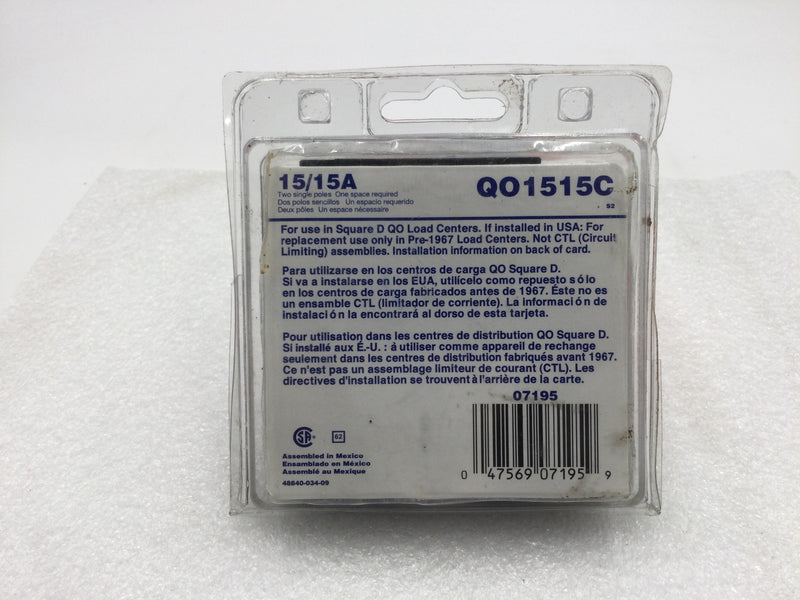 15/15A
QO1515C
Two single poles One space required
Dos polos sencillos Un espacio requerido
Deux pôles Un espace nécessaire
S2
For use in Square D QO Load Centers. If installed in USA: For
replacement use only in Pre-1967 Load Centers. Not CTL (Circuit
Limiting) assemblies. Installation information on back of card.
Para utilizarse en los centros de carga QO Square D.
Si va a instalarse en los EUA, utilícelo como repuesto sólo
en los centros de carga fabricados antes de 1967. Éste no es
un ensamble CTL (limitador de corriente). La información de
instalación la encontrará al dorso de esta tarjeta.
Pour utilisation dans les centres de distribution QO Square D.
Si installé aux É.-U. : à utiliser comme appareil de rechange
seulement dans les centres de distribution fabriqués avant 1967.
Ce n'est pas un assemblage limiteur de courant (CTL). Les
directives d'installation se trouvent à l'arrière de la carte.
07195
CSA
62
Assembled in Mexico
Ensamblado en México
Assemblé au Mexique
48840-034-09
0 47569 07195 9